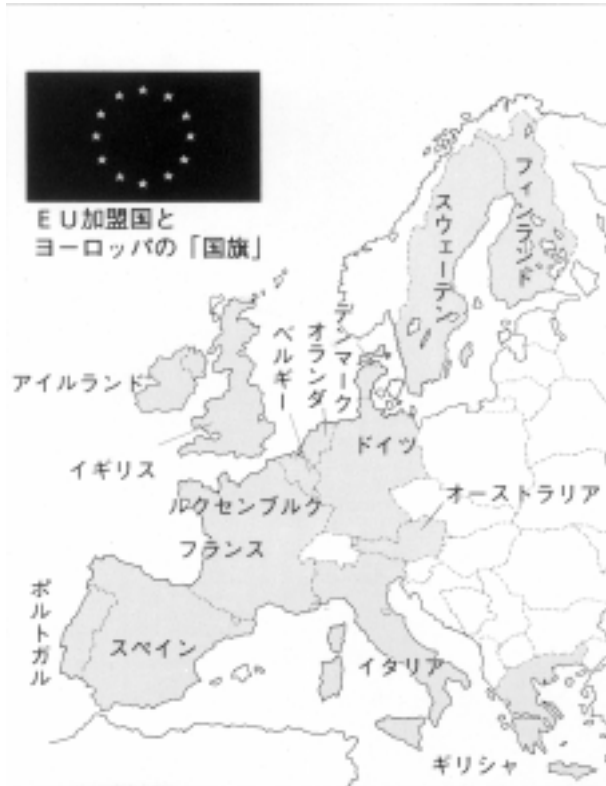 ＥＵ加盟国と
ヨーロッパの「国旗」
フィンランド
スウェーデン
デンマーク
オランダ
ベルギー
アイルランド
イギリス
ドイツ
オーストラリア
ルクセンブルク
フランス
ポルトガル
スペイン
イタリア
ギリシャ